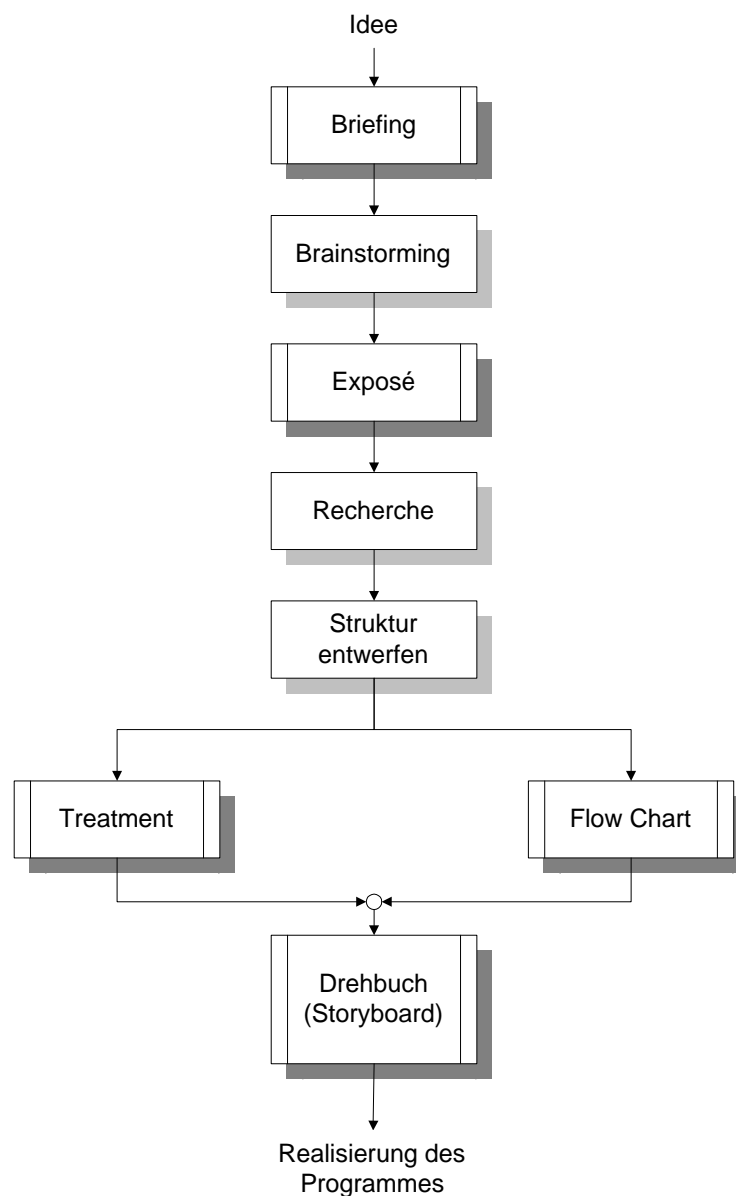 Idee
Briefing
Brainstorming
Exposé
Recherche
Struktur
entwerfen
Treatment
Flow Chart
Drehbuch
(Storyboard)
Realisierung des
Programmes